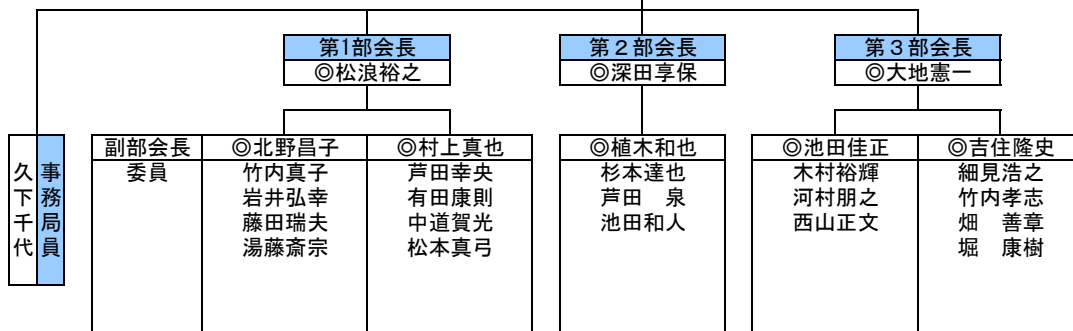 第1部会長 第２部会長 第３部会長
◎松浪裕之 ◎深田享保 ◎大地憲一
事務局員
久下千代
副部会長 ◎北野昌子 ◎村上真也 ◎植木和也 ◎池田佳正 ◎吉住隆史
委員 竹内真子 芦田幸央 杉本達也 木村裕輝 細見浩之
岩井弘幸 有田康則 芦田　泉 河村朋之 竹内孝志
藤田瑞夫 中道賀光 池田和人 西山正文 畑　善章
湯藤斎宗 松本真弓 堀　康樹